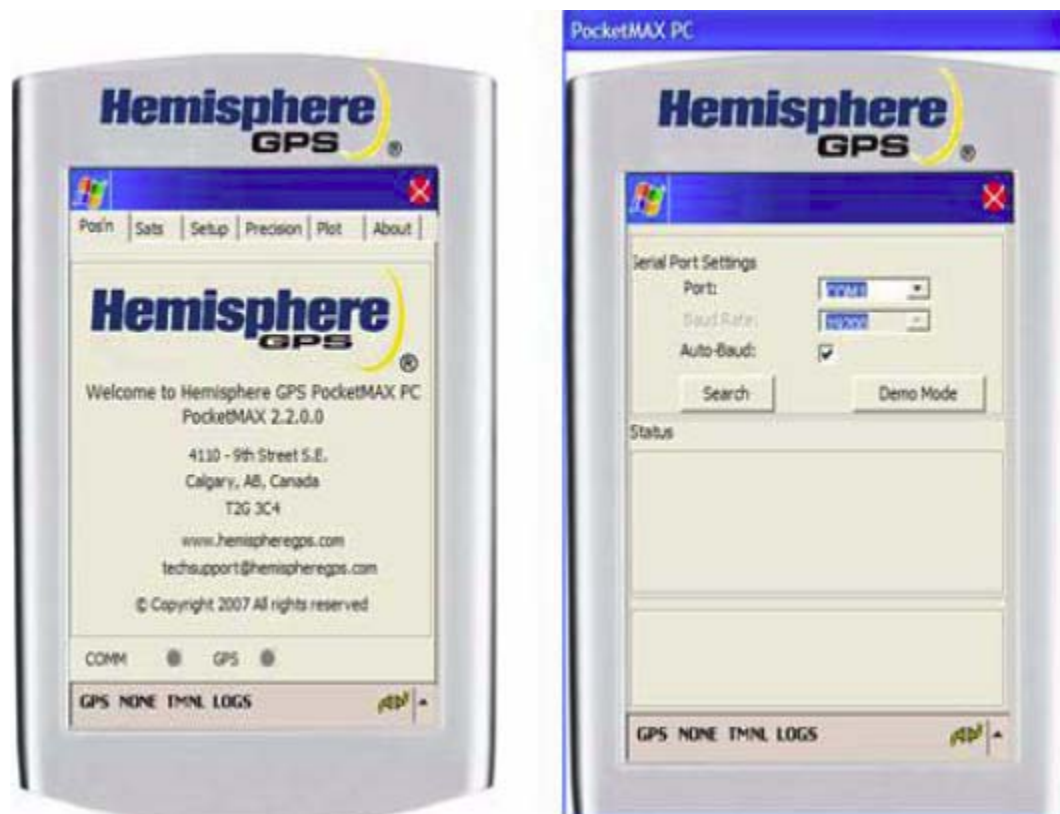 Hemisphere
GPS
®
Pos'n Sats Setup Precision Plot About
Hemisphere
GPS
®
Welcome to Hemisphere GPS PocketMAX PC
PocketMAX 2.2.0.0
4110 - 9th Street S.E.
Calgary, AB, Canada
T2G 3C4
www.hemispheregps.com
techsupport@hemispheregps.com
© Copyright 2007 All rights reserved
COMM GPS
GPS NONE TMNL LOGS
PocketMAX PC
Hemisphere
GPS
®
Serial Port Settings
Port:
Baud Rate:
Auto-Baud:
Search Demo Mode
Status
GPS NONE TMNL LOGS